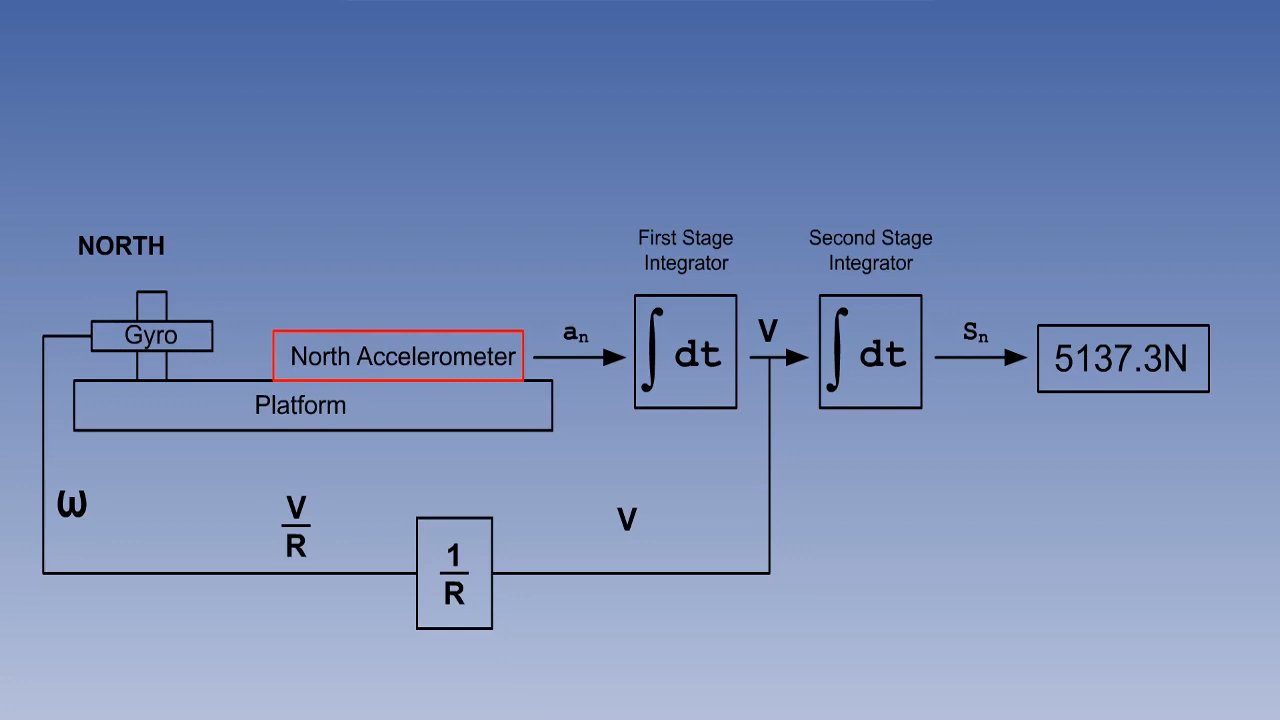 NORTH
Gyro
North Accelerometer
Platform
an
First Stage
Integrator
∫dt
V
Second Stage
Integrator
∫dt
Sn
5137.3N
ω
V
R
1
R
V